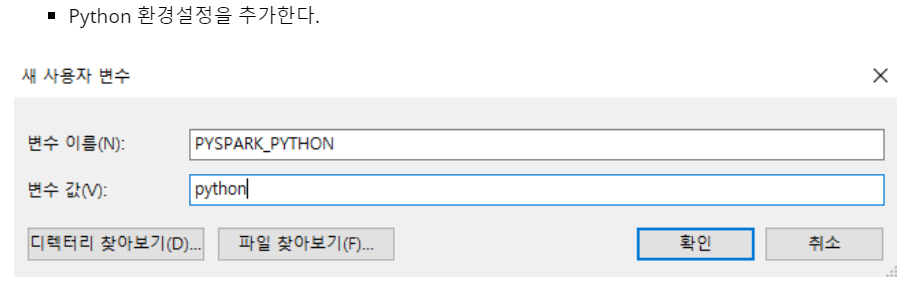 ▪ Python 환경설정을 추가한다.
새 사용자 변수
변수 이름(N): PYSPARK_PYTHON
변수 값(V): python
디렉터리 찾아보기(D)... 파일 찾아보기(F)... 확인 취소